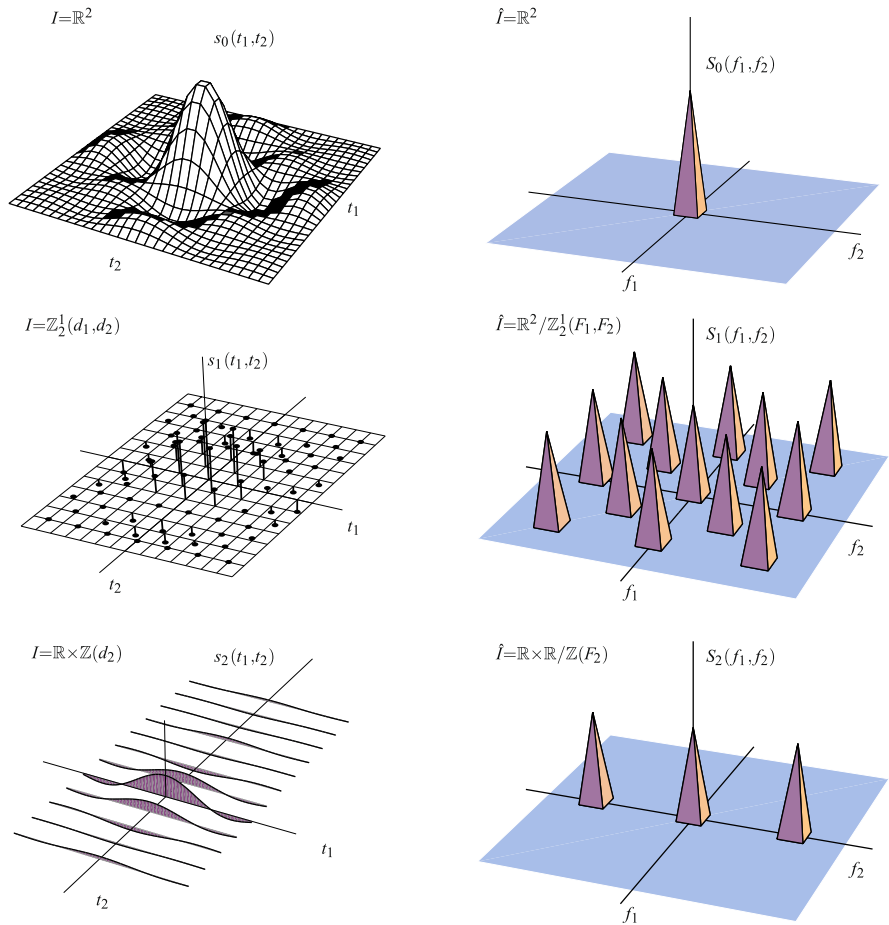 I=ℝ²
s₀(t₁,t₂)
t₁
t₂
Î=ℝ²
S₀(f₁,f₂)
f₂
f₁
I=ℤ₂¹(d₁,d₂)
s₁(t₁,t₂)
t₁
t₂
Î=ℝ²/ℤ₂¹(F₁,F₂)
S₁(f₁,f₂)
f₂
f₁
I=ℝ×ℤ(d₂)
s₂(t₁,t₂)
t₁
t₂
Î=ℝ×ℝ/ℤ(F₂)
S₂(f₁,f₂)
f₂
f₁